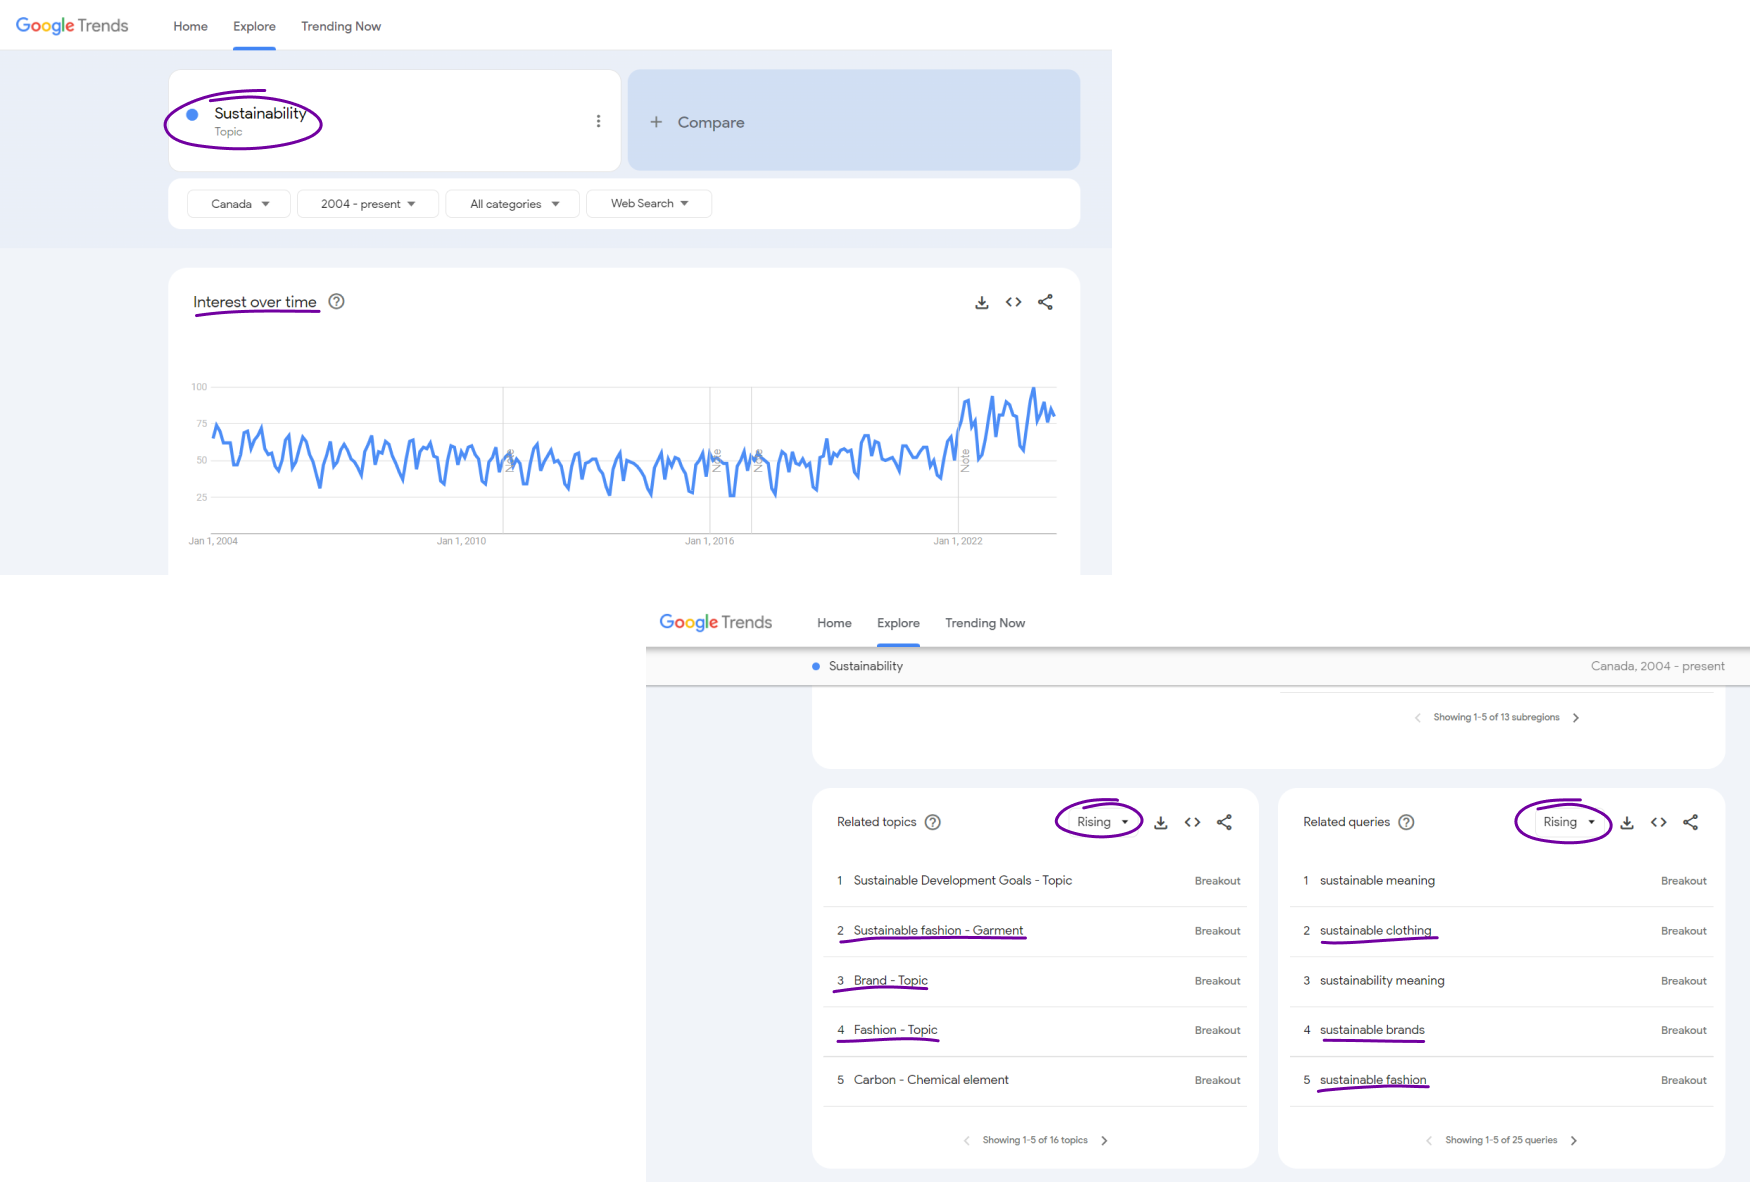 Google Trends Home Explore Trending Now
Sustainability
Topic
+ Compare
Canada 2004 - present All categories Web Search
Interest over time
100
75
50
25
Note Note Note Note
Jan 1, 2004 Jan 1, 2010 Jan 1, 2016 Jan 1, 2022
Google Trends Home Explore Trending Now
Sustainability Canada, 2004 - present
Showing 1-5 of 13 subregions
Related topics Rising
1 Sustainable Development Goals - Topic Breakout
2 Sustainable fashion - Garment Breakout
3 Brand - Topic Breakout
4 Fashion - Topic Breakout
5 Carbon - Chemical element Breakout
Showing 1-5 of 16 topics
Related queries Rising
1 sustainable meaning Breakout
2 sustainable clothing Breakout
3 sustainability meaning Breakout
4 sustainable brands Breakout
5 sustainable fashion Breakout
Showing 1-5 of 25 queries